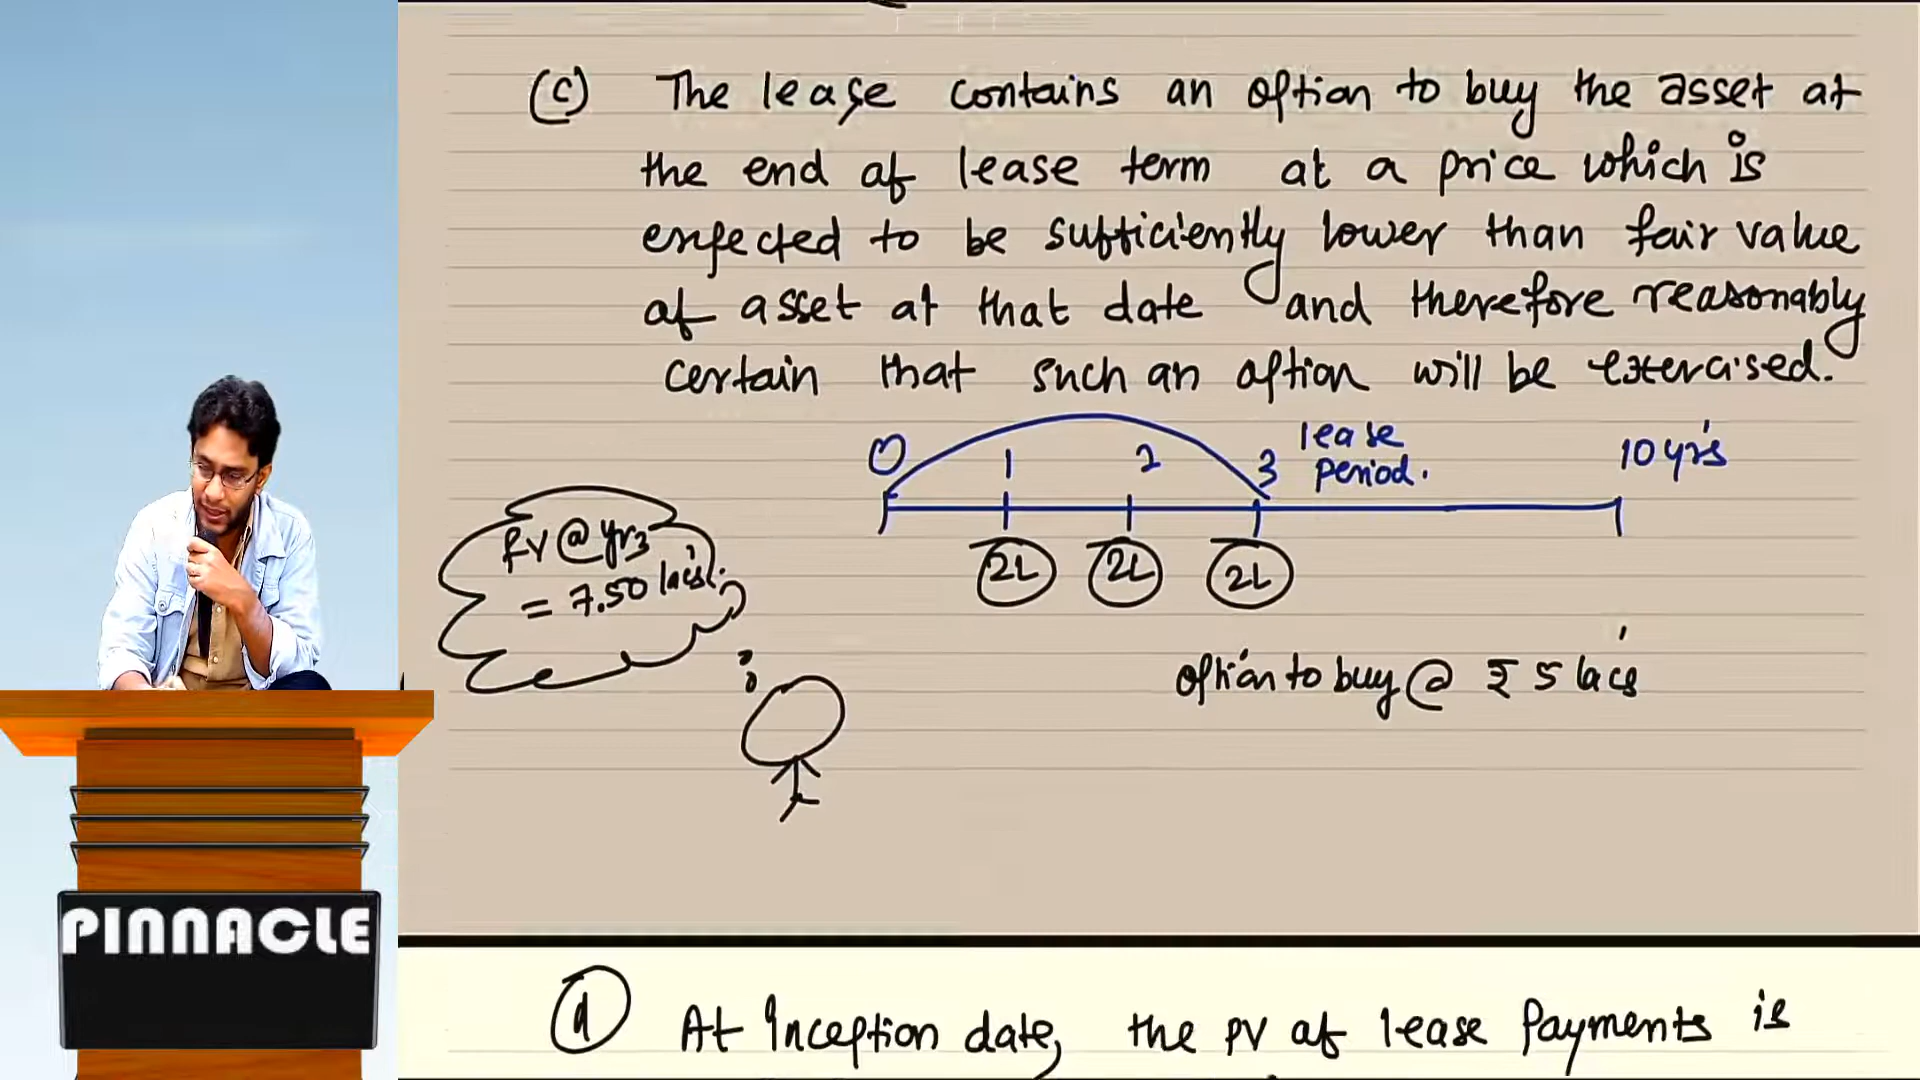 (c) The lease contains an option to buy the asset at
the end of lease term at a price which is
expected to be sufficiently lower than fair value
of asset at that date and therefore reasonably
certain that such an option will be exercised.
0 1 2 3 lease period. 10 yrs
FV @ yr3
= 7.50 lacs.
2L 2L 2L
option to buy @ ₹ 5 lacs
PINNACLE
(d) At Inception date, the PV of lease Payments is